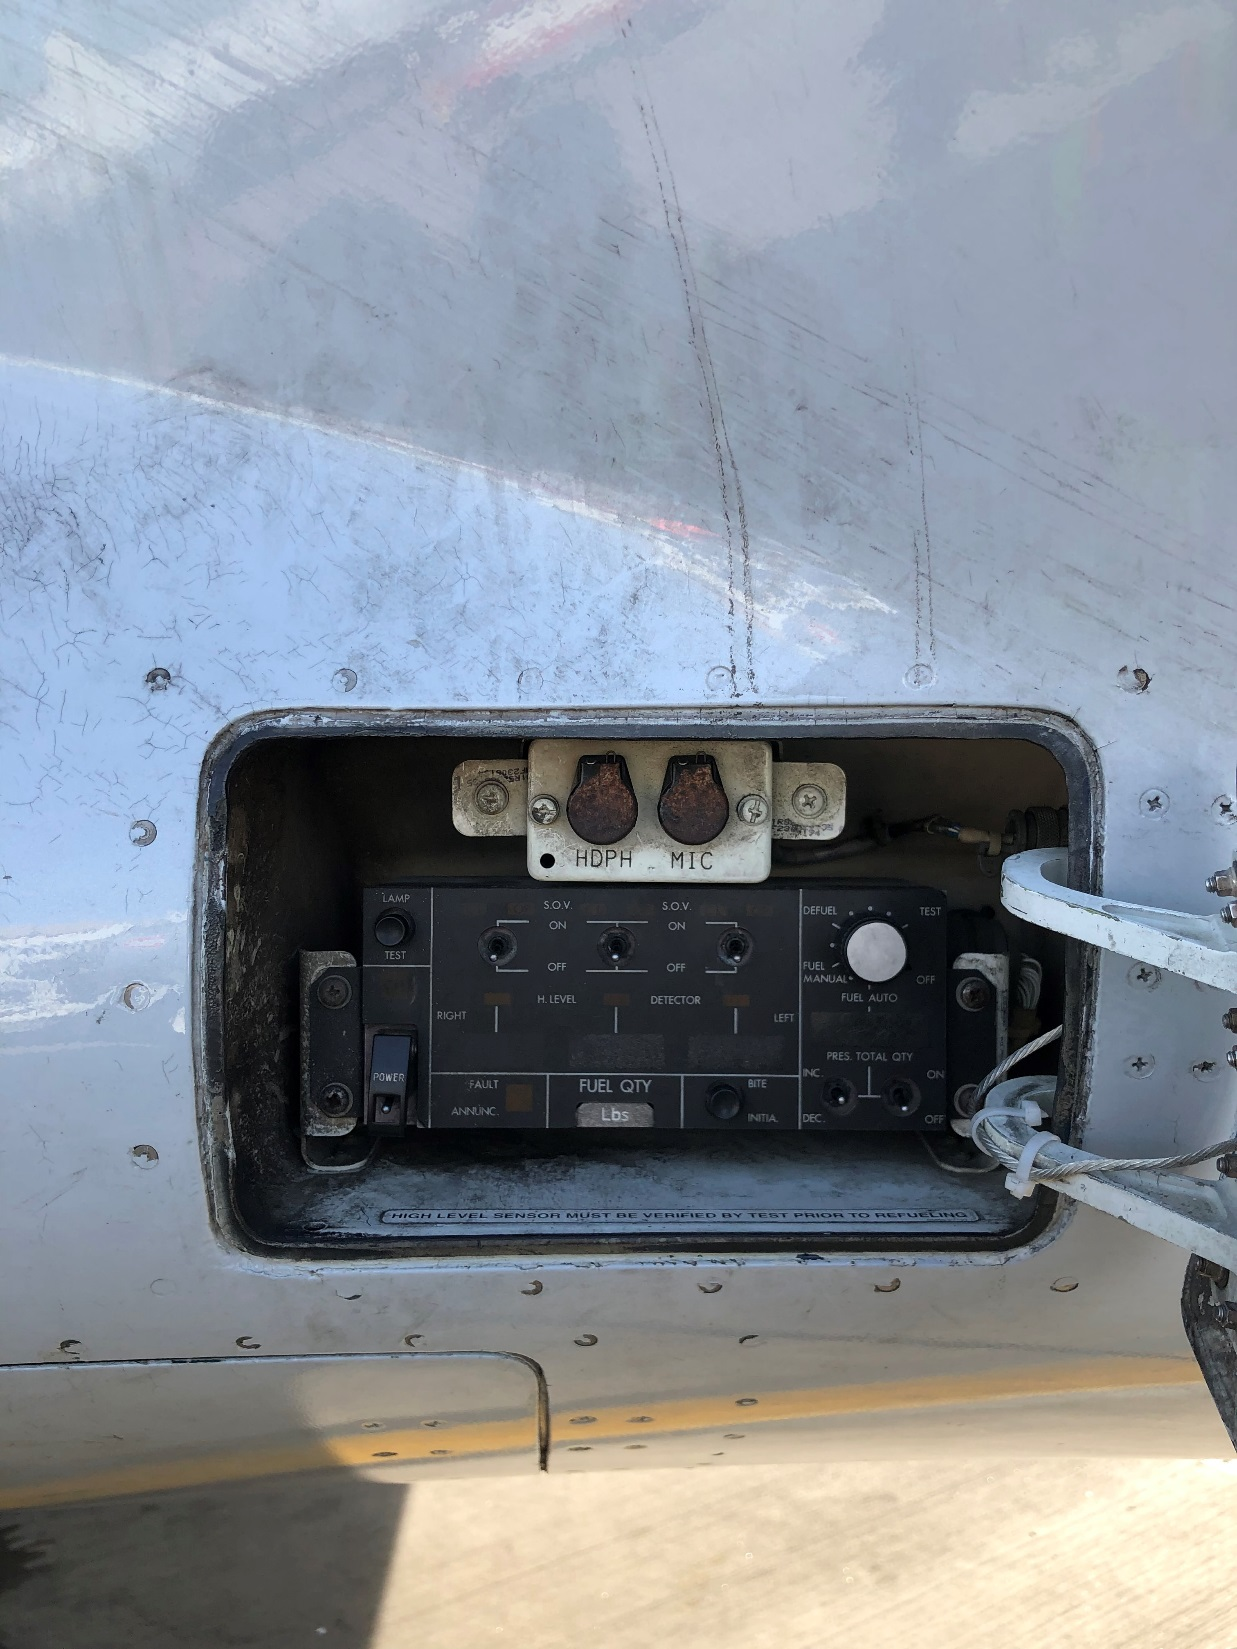 HDPH MIC
LAMP
TEST
S.O.V. S.O.V.
ON ON
OFF OFF
H. LEVEL DETECTOR
RIGHT LEFT
POWER
FAULT
ANNUNC.
FUEL QTY
Lbs
BITE
INITIA.
DEFUEL TEST
FUEL
MANUAL OFF
FUEL AUTO
PRES. TOTAL QTY
INC. ON
DEC. OFF
HIGH LEVEL SENSOR MUST BE VERIFIED BY TEST PRIOR TO REFUELING